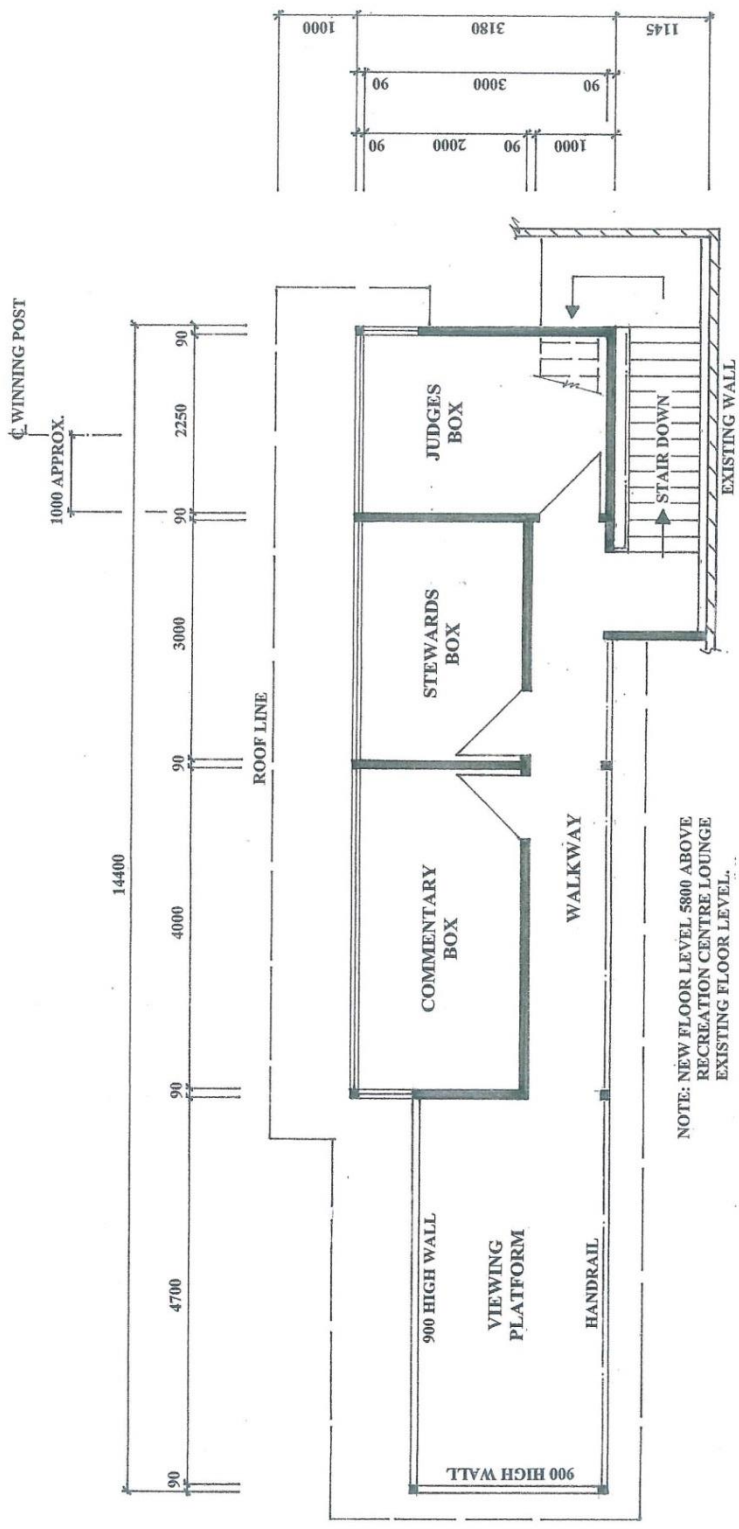 ℄ WINNING POST
1000 APPROX.
14400
90
4700
90
4000
90
3000
90
2250
90
ROOF LINE
1000
3180
1145
90
3000
90
90
2000
90
1000
COMMENTARY
BOX
STEWARDS
BOX
JUDGES
BOX
900 HIGH WALL
VIEWING
PLATFORM
900 HIGH WALL
HANDRAIL
WALKWAY
STAIR DOWN
EXISTING WALL
NOTE: NEW FLOOR LEVEL 5800 ABOVE
RECREATION CENTRE LOUNGE
EXISTING FLOOR LEVEL.